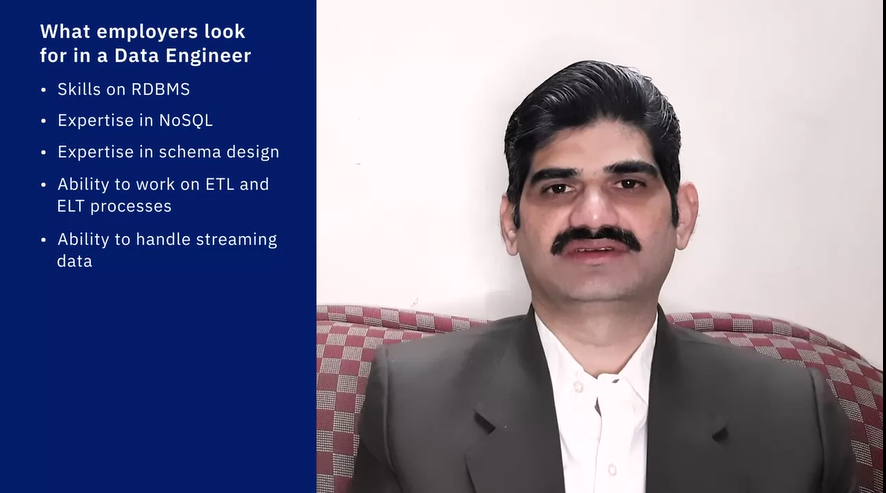 What employers look
for in a Data Engineer
• Skills on RDBMS
• Expertise in NoSQL
• Expertise in schema design
• Ability to work on ETL and
ELT processes
• Ability to handle streaming
data